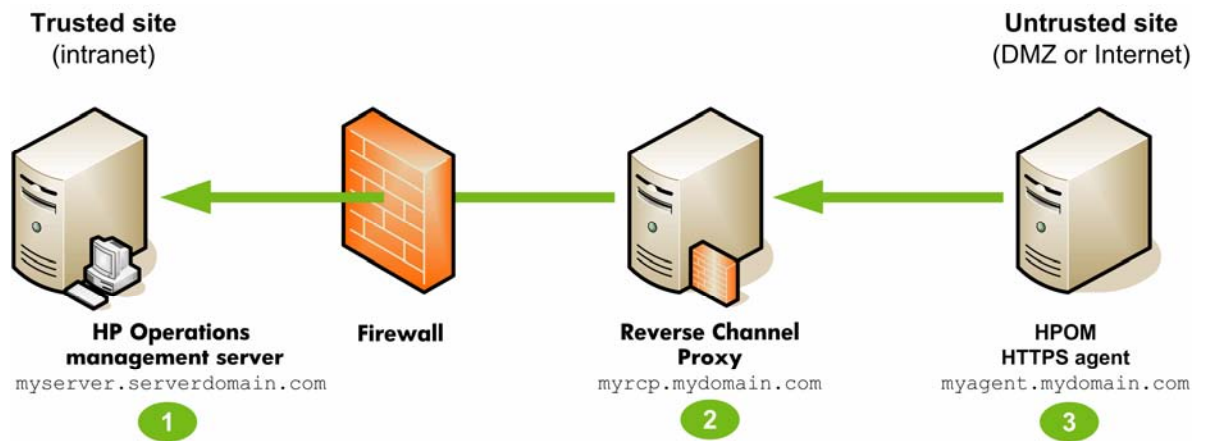 Trusted site
(intranet)
Untrusted site
(DMZ or Internet)
HP Operations
management server
myserver.serverdomain.com
1
Firewall
Reverse Channel
Proxy
myrcp.mydomain.com
2
HPOM
HTTPS agent
myagent.mydomain.com
3